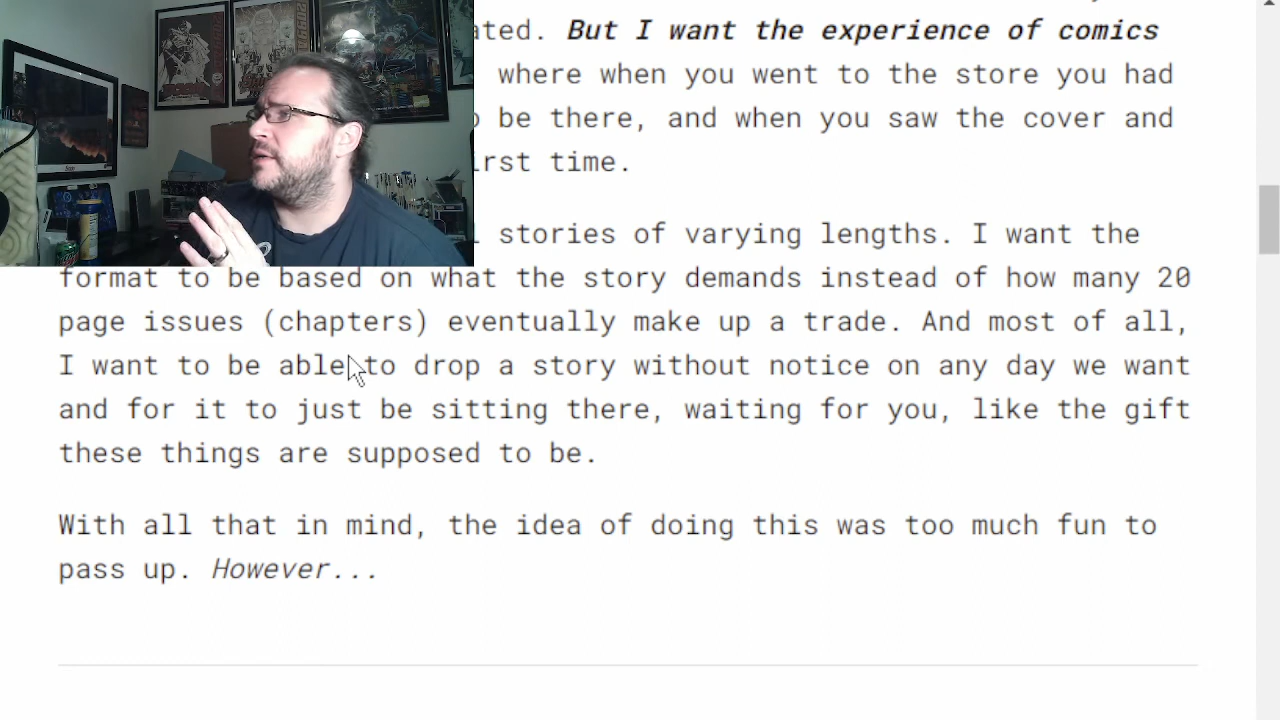 But I want the experience of comics
where when you went to the store you had
be there, and when you saw the cover and
time.
stories of varying lengths. I want the
format to be based on what the story demands instead of how many 20
page issues (chapters) eventually make up a trade. And most of all,
I want to be able to drop a story without notice on any day we want
and for it to just be sitting there, waiting for you, like the gift
these things are supposed to be.
With all that in mind, the idea of doing this was too much fun to
pass up. However...